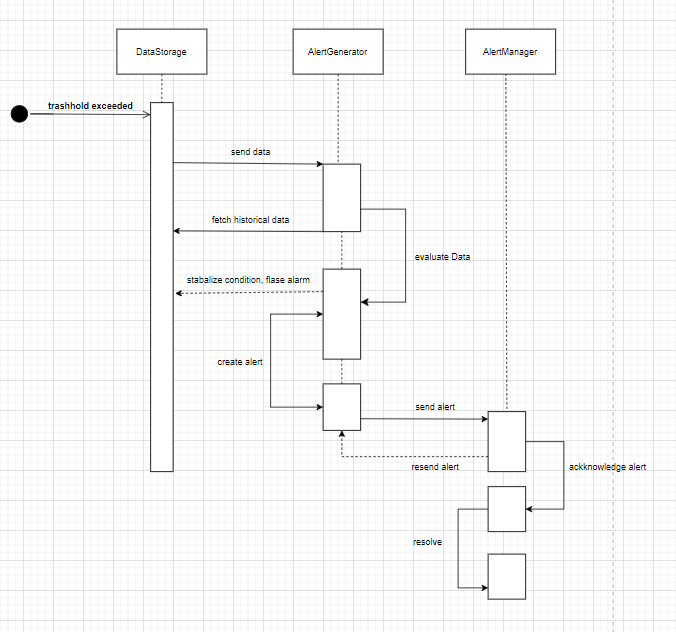 DataStorage
AlertGenerator
AlertManager
trashhold exceeded
send data
fetch historical data
evaluate Data
stabalize condition, flase alarm
create alert
send alert
resend alert
ackknowledge alert
resolve